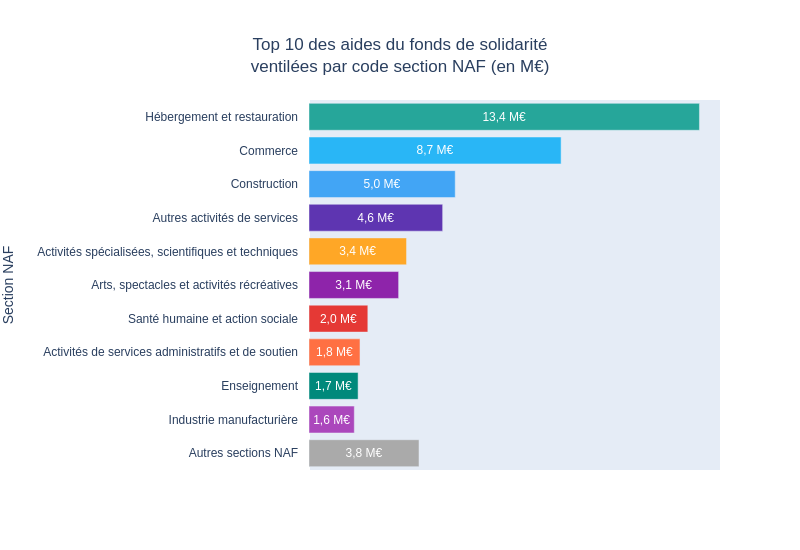 Top 10 des aides du fonds de solidarité
ventilées par code section NAF (en M€)
Section NAF
Hébergement et restauration 13,4 M€
Commerce 8,7 M€
Construction 5,0 M€
Autres activités de services 4,6 M€
Activités spécialisées, scientifiques et techniques 3,4 M€
Arts, spectacles et activités récréatives 3,1 M€
Santé humaine et action sociale 2,0 M€
Activités de services administratifs et de soutien 1,8 M€
Enseignement 1,7 M€
Industrie manufacturière 1,6 M€
Autres sections NAF 3,8 M€